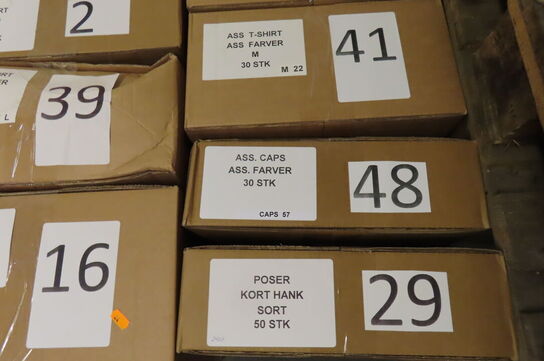 2
ASS T-SHIRT
ASS FARVER
M
30 STK
M 22
41
39
L
ASS. CAPS
ASS. FARVER
30 STK
CAPS 57
48
16
POSER
KORT HANK
SORT
50 STK
29